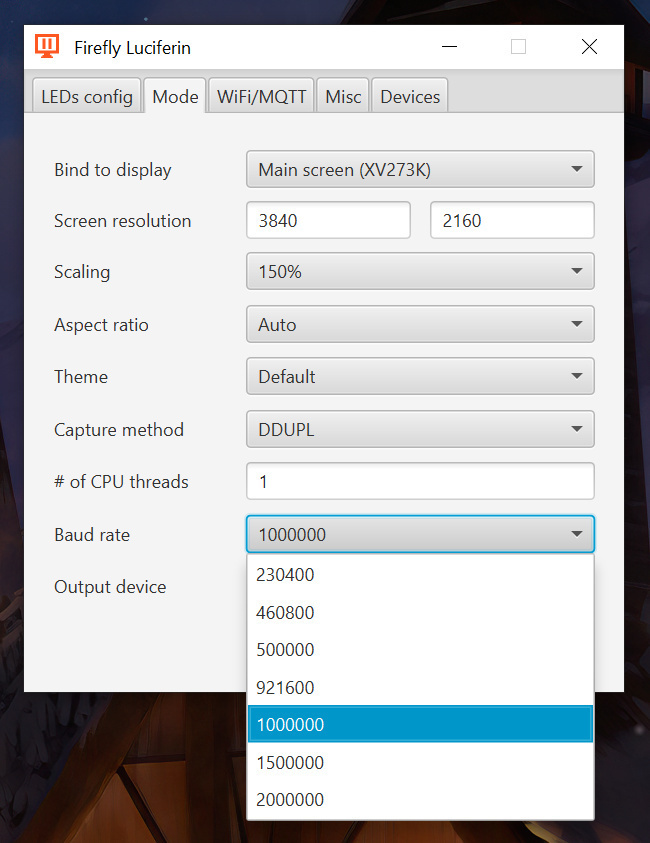 Firefly Luciferin
LEDs config Mode WiFi/MQTT Misc Devices
Bind to display Main screen (XV273K)
Screen resolution 3840 2160
Scaling 150%
Aspect ratio Auto
Theme Default
Capture method DDUPL
# of CPU threads 1
Baud rate 1000000
230400
Output device
460800
500000
921600
1000000
1500000
2000000